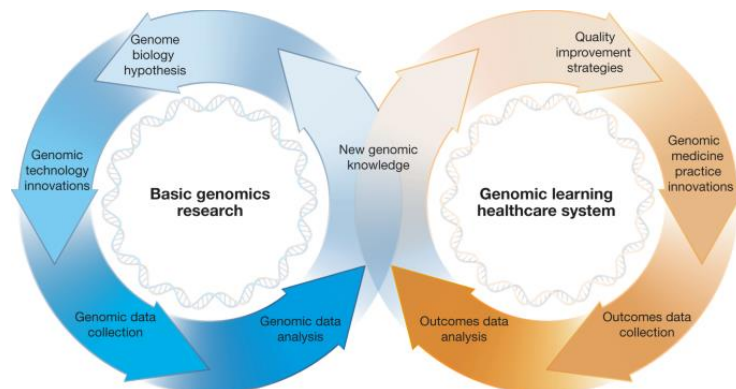 Genome
biology
hypothesis
Genomic
technology
innovations
Genomic data
collection
Genomic data
analysis
Basic genomics
research
New genomic
knowledge
Quality
improvement
strategies
Genomic
medicine
practice
innovations
Outcomes data
collection
Outcomes data
analysis
Genomic learning
healthcare system